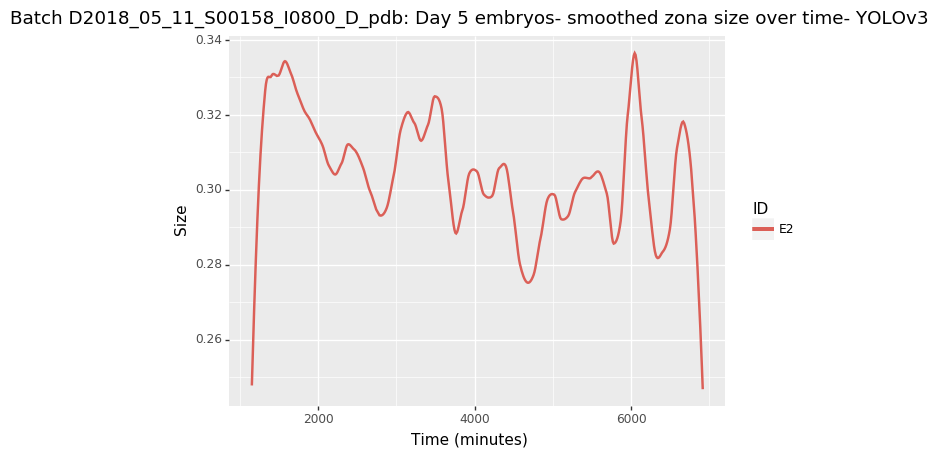 Batch D2018_05_11_S00158_I0800_D_pdb: Day 5 embryos- smoothed zona size over time- YOLOv3
0.34
0.32
0.30
0.28
0.26
Size
2000
4000
6000
Time (minutes)
ID
E2